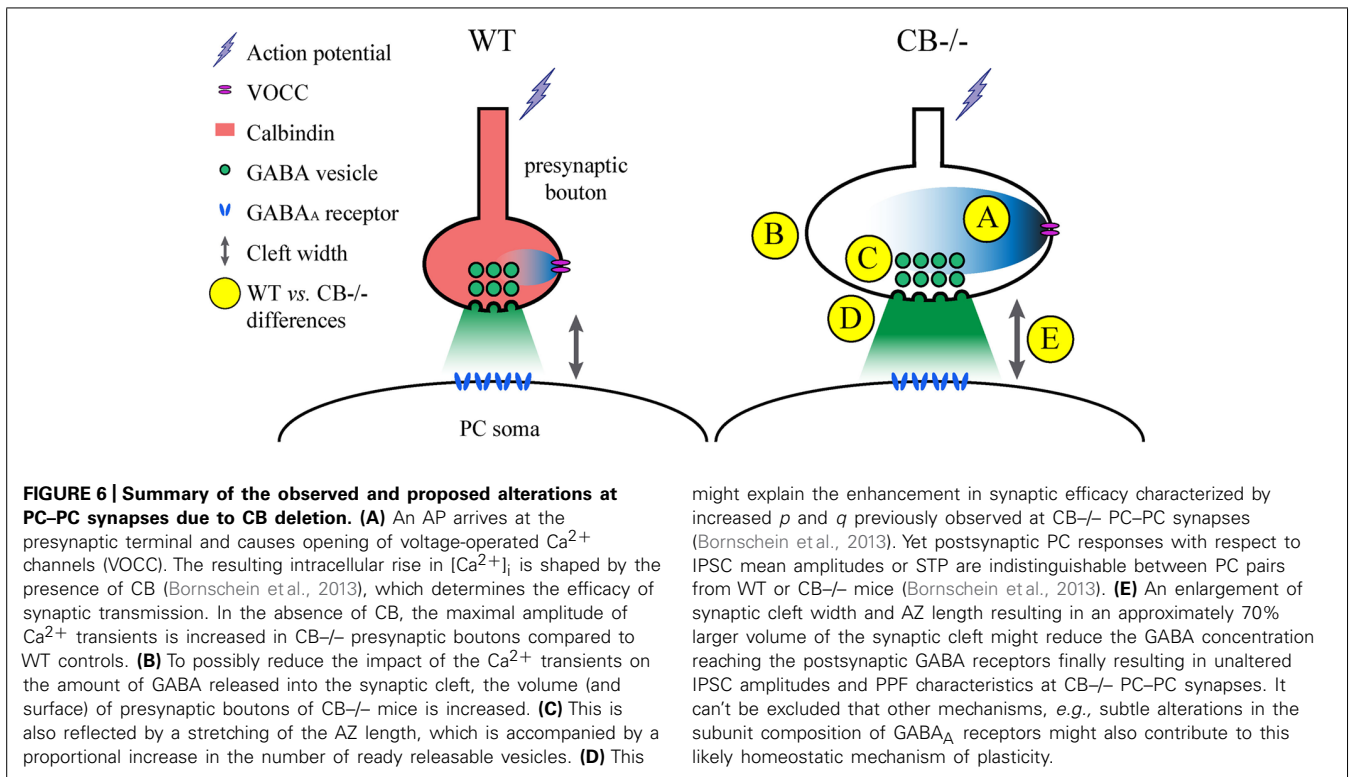 WT
CB-/-
Action potential
VOCC
Calbindin
GABA vesicle
GABAA receptor
Cleft width
WT vs. CB-/-
differences
presynaptic
bouton
PC soma
A
B
C
D
E
FIGURE 6 | Summary of the observed and proposed alterations at
PC–PC synapses due to CB deletion. (A) An AP arrives at the
presynaptic terminal and causes opening of voltage-operated Ca2+
channels (VOCC). The resulting intracellular rise in [Ca2+]i is shaped by the
presence of CB (Bornschein et al., 2013), which determines the efficacy of
synaptic transmission. In the absence of CB, the maximal amplitude of
Ca2+ transients is increased in CB–/– presynaptic boutons compared to
WT controls. (B) To possibly reduce the impact of the Ca2+ transients on
the amount of GABA released into the synaptic cleft, the volume (and
surface) of presynaptic boutons of CB–/– mice is increased. (C) This is
also reflected by a stretching of the AZ length, which is accompanied by a
proportional increase in the number of ready releasable vesicles. (D) This
might explain the enhancement in synaptic efficacy characterized by
increased p and q previously observed at CB–/– PC–PC synapses
(Bornschein et al., 2013). Yet postsynaptic PC responses with respect to
IPSC mean amplitudes or STP are indistinguishable between PC pairs
from WT or CB–/– mice (Bornschein et al., 2013). (E) An enlargement of
synaptic cleft width and AZ length resulting in an approximately 70%
larger volume of the synaptic cleft might reduce the GABA concentration
reaching the postsynaptic GABA receptors finally resulting in unaltered
IPSC amplitudes and PPF characteristics at CB–/– PC–PC synapses. It
can't be excluded that other mechanisms, e.g., subtle alterations in the
subunit composition of GABAA receptors might also contribute to this
likely homeostatic mechanism of plasticity.